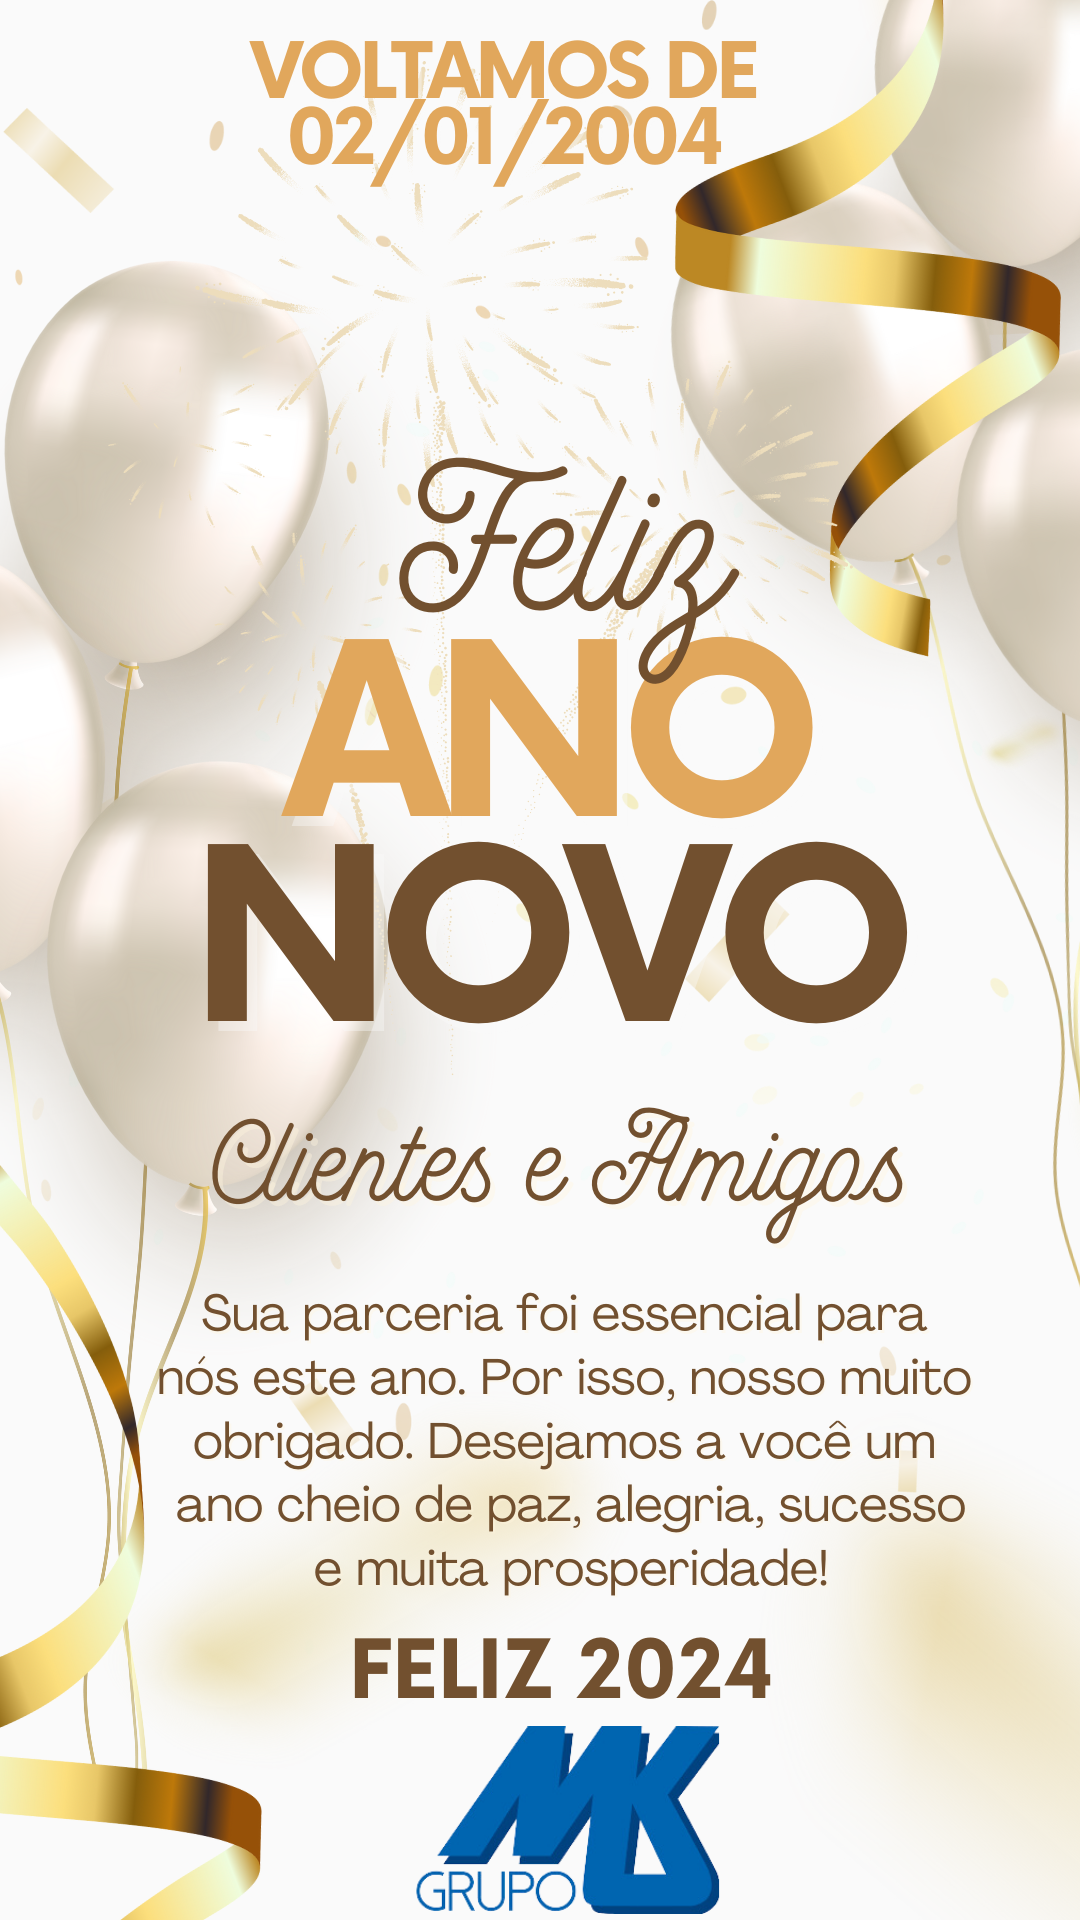 VOLTAMOS DE
02/01/2004
Feliz
ANO
NOVO
Clientes e Amigos
Sua parceria foi essencial para
nós este ano. Por isso, nosso muito
obrigado. Desejamos a você um
ano cheio de paz, alegria, sucesso
e muita prosperidade!
FELIZ 2024
MK
GRUPO